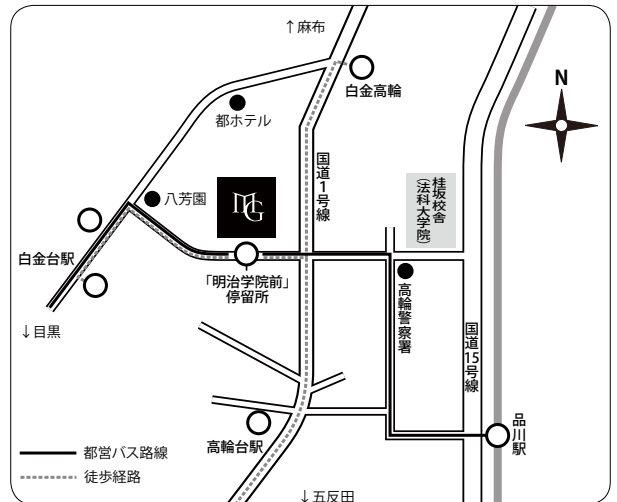 ↑麻布
白金高輪
N
都ホテル
国道1号線
桂坂校舎
(法科大学院)
八芳園
MG
白金台駅
「明治学院前」
停留所
高輪警察署
↓目黒
国道15号線
品川駅
高輪台駅
都営バス路線
徒歩経路
↓五反田